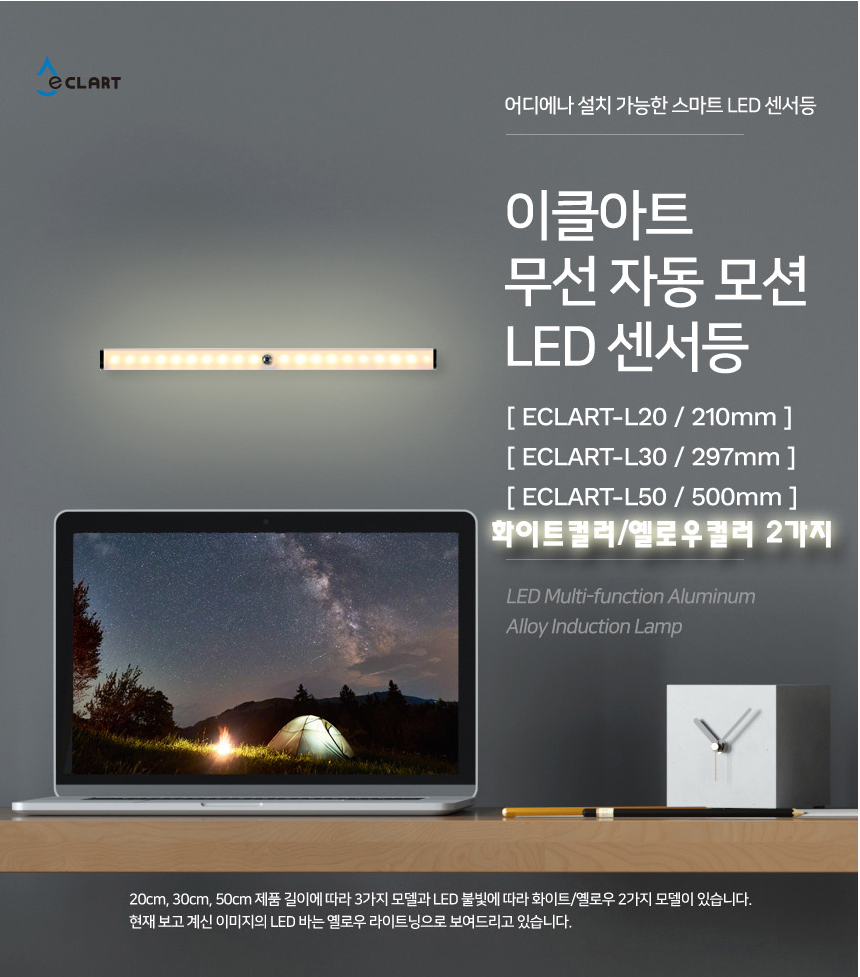 eCLART
어디에나 설치 가능한 스마트 LED 센서등
이클아트
무선 자동 모션
LED 센서등
[ ECLART-L20 / 210mm ]
[ ECLART-L30 / 297mm ]
[ ECLART-L50 / 500mm ]
화이트컬러/옐로우컬러 2가지
LED Multi-function Aluminum
Alloy Induction Lamp
20cm, 30cm, 50cm 제품 길이에 따라 3가지 모델과 LED 불빛에 따라 화이트/옐로우 2가지 모델이 있습니다.
현재 보고 계신 이미지의 LED 바는 옐로우 라이트닝으로 보여드리고 있습니다.